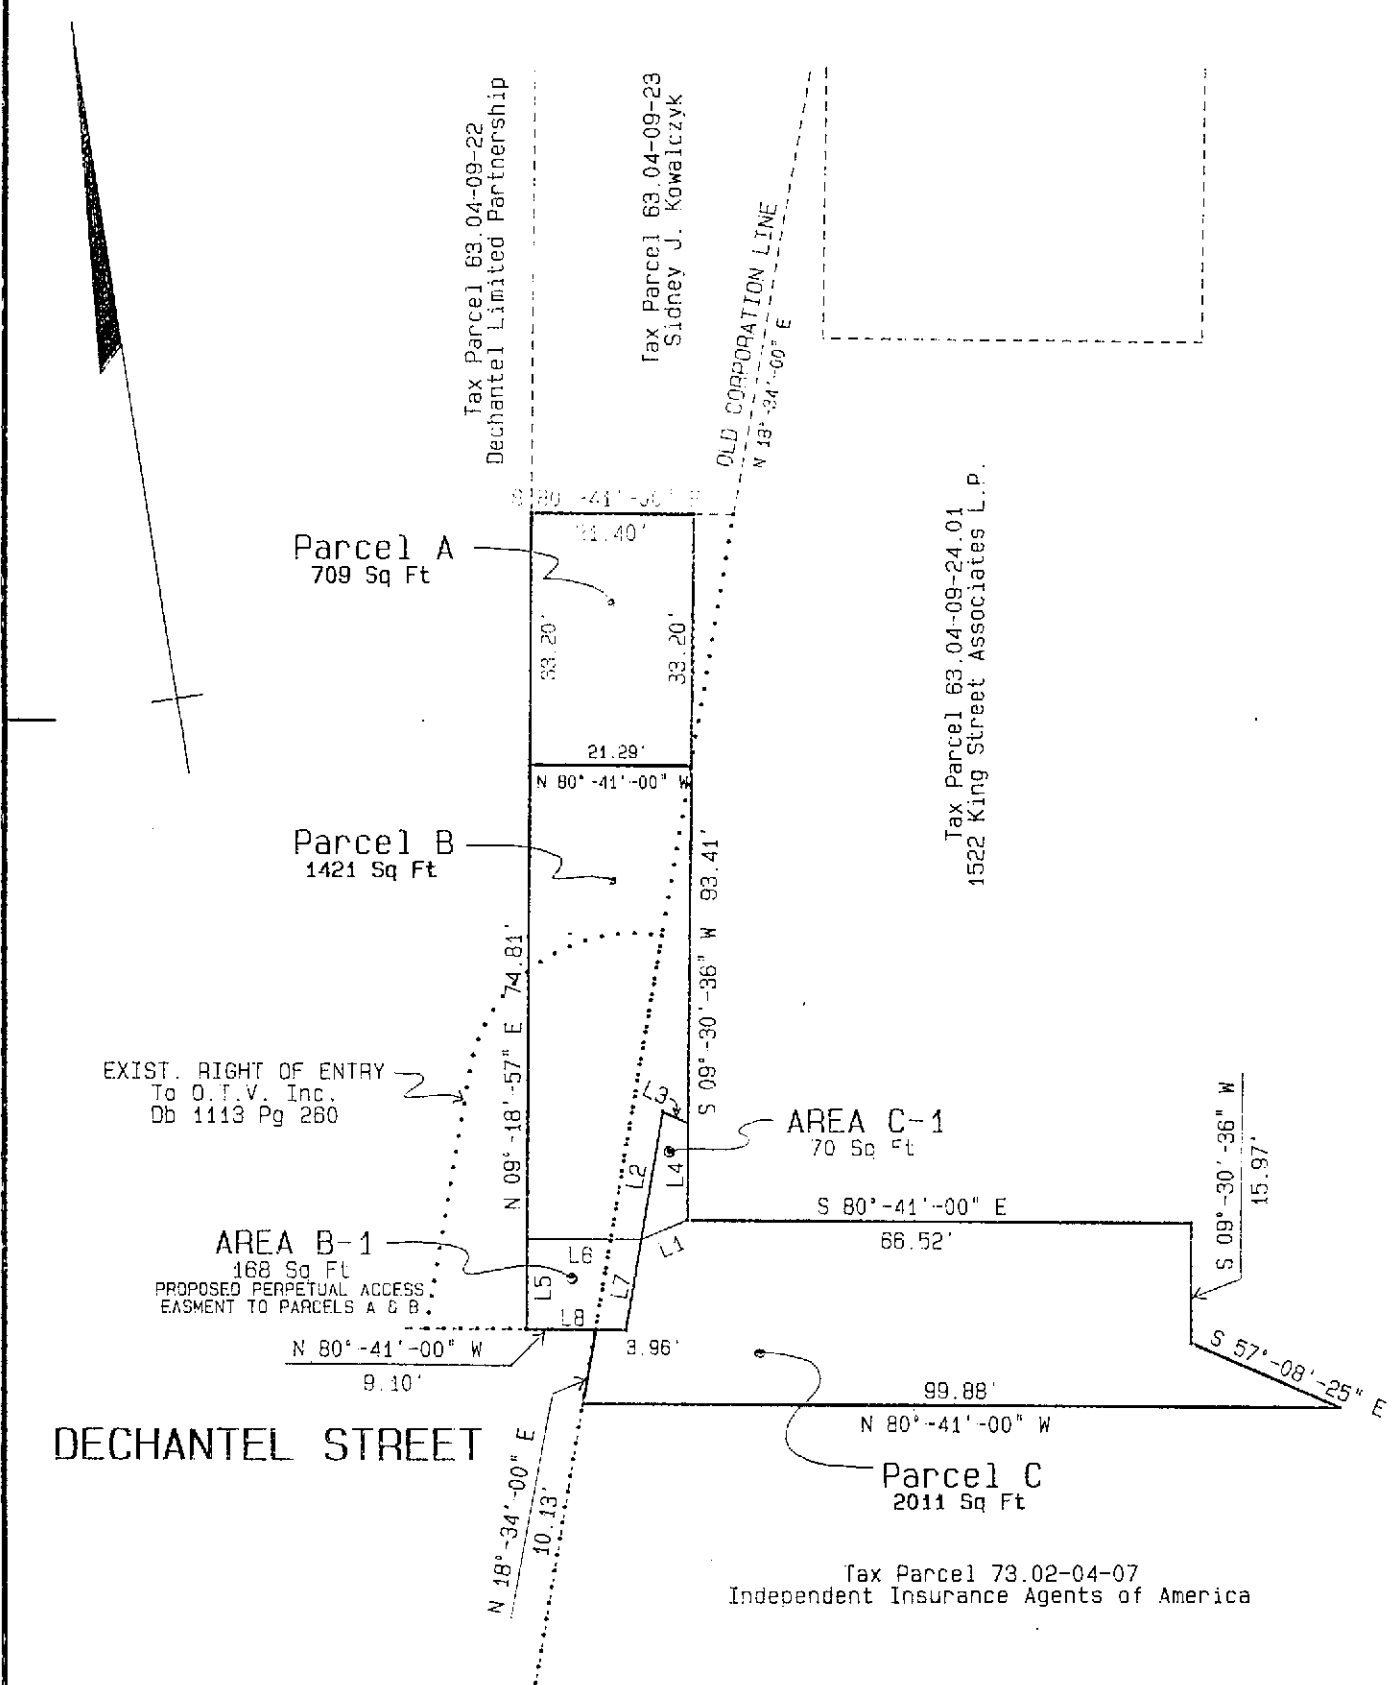 Tax Parcel 63.04-09-22
Dechantel Limited Partnership
Tax Parcel 63.04-09-23
Sidney J. Kowalczyk
OLD CORPORATION LINE
N 18°-34'-00" E
Tax Parcel 63.04-09-24.01
1522 King Street Associates L.P.
S 80°-41'-00" E
21.40'
Parcel A
709 Sq Ft
33.20'
33.20'
21.29'
N 80°-41'-00" W
Parcel B
1421 Sq Ft
N 09°-18'-57" E 74.81'
S 09°-30'-36" W 93.41'
EXIST. RIGHT OF ENTRY
To O.T.V. Inc.
Db 1113 Pg 260
L3
AREA C-1
70 Sq Ft
L2
L4
S 80°-41'-00" E
66.52'
S 09°-30'-36" W
15.97'
AREA B-1
168 Sq Ft
PROPOSED PERPETUAL ACCESS
EASMENT TO PARCELS A & B
L6
L1
L5
L7
L8
N 80°-41'-00" W
9.10'
3.96'
S 57°-08'-25" E
99.88'
N 80°-41'-00" W
DECHANTEL STREET
N 18°-34'-00" E
10.13'
Parcel C
2011 Sq Ft
Tax Parcel 73.02-04-07
Independent Insurance Agents of America